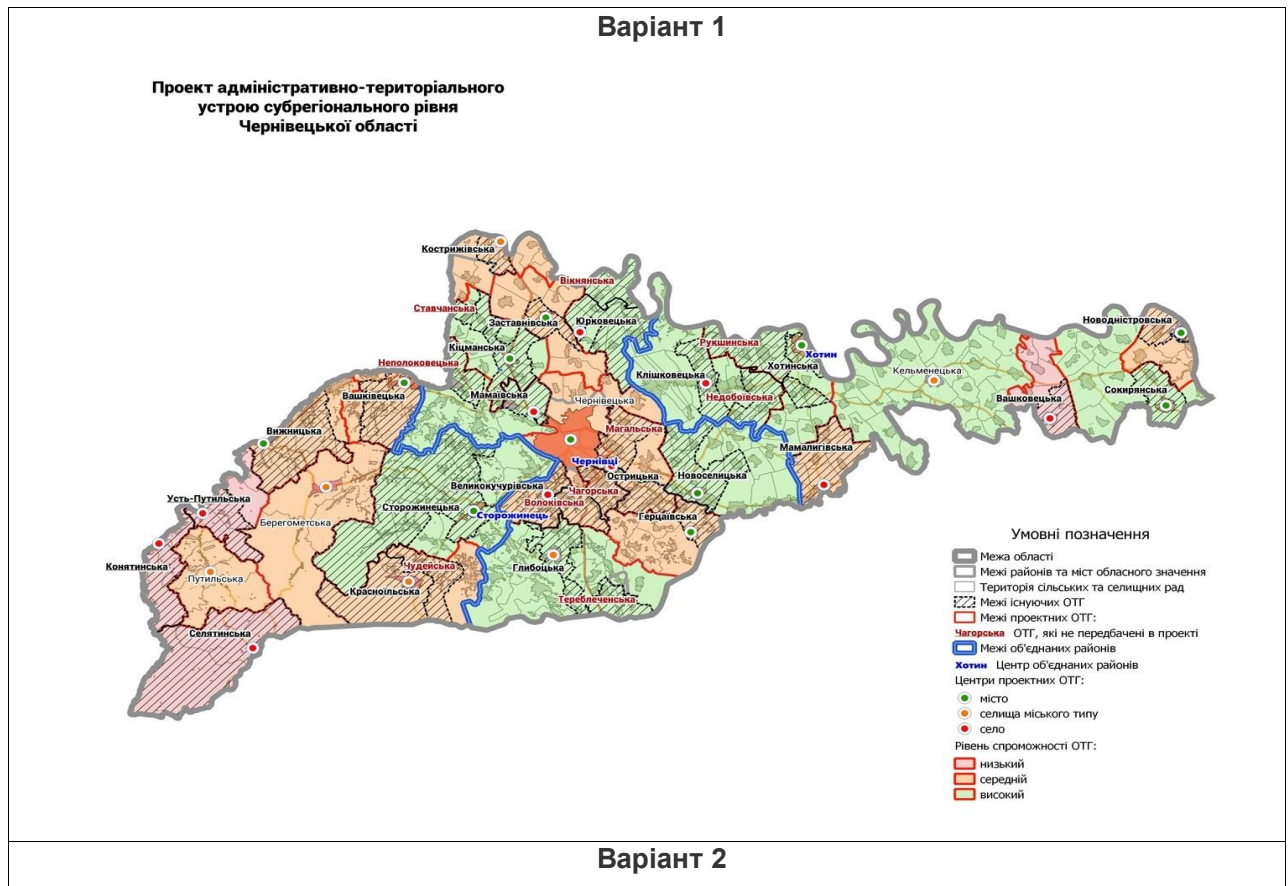 Варіант 1
Проект адміністративно-територіального
устрою субрегіонального рівня
Чернівецької області
Кострижівська
Вікнянська
Ставчанська
Заставнівська
Юрковецька
Кіцманська
Неполоковецька
Вашківецька
Мамаївська
Чернівецька
Клішковецька
Рукшинська
Хотинська
Хотин
Недобоївська
Кельменецька
Новодністровська
Вашковецька
Сокирянська
Мамалигівська
Вижницька
Магальська
Чернівці
Острицька
Новоселицька
Великокучурівська
Чагорська
Волоківська
Сторожинецька
Сторожинець
Герцаївська
Усть-Путильська
Берегометська
Конятинська
Путильська
Чудейська
Красноїльська
Глибоцька
Тереблеченська
Селятинська
Умовні позначення
Межа області
Межі районів та міст обласного значення
Територія сільських та селищних рад
Межі існуючих ОТГ
Межі проектних ОТГ:
Чагорська ОТГ, які не передбачені в проекті
Межі об'єднаних районів
Хотин Центр об'єднаних районів
Центри проектних ОТГ:
місто
селища міського типу
село
Рівень спроможності ОТГ:
низький
середній
високий
Варіант 2